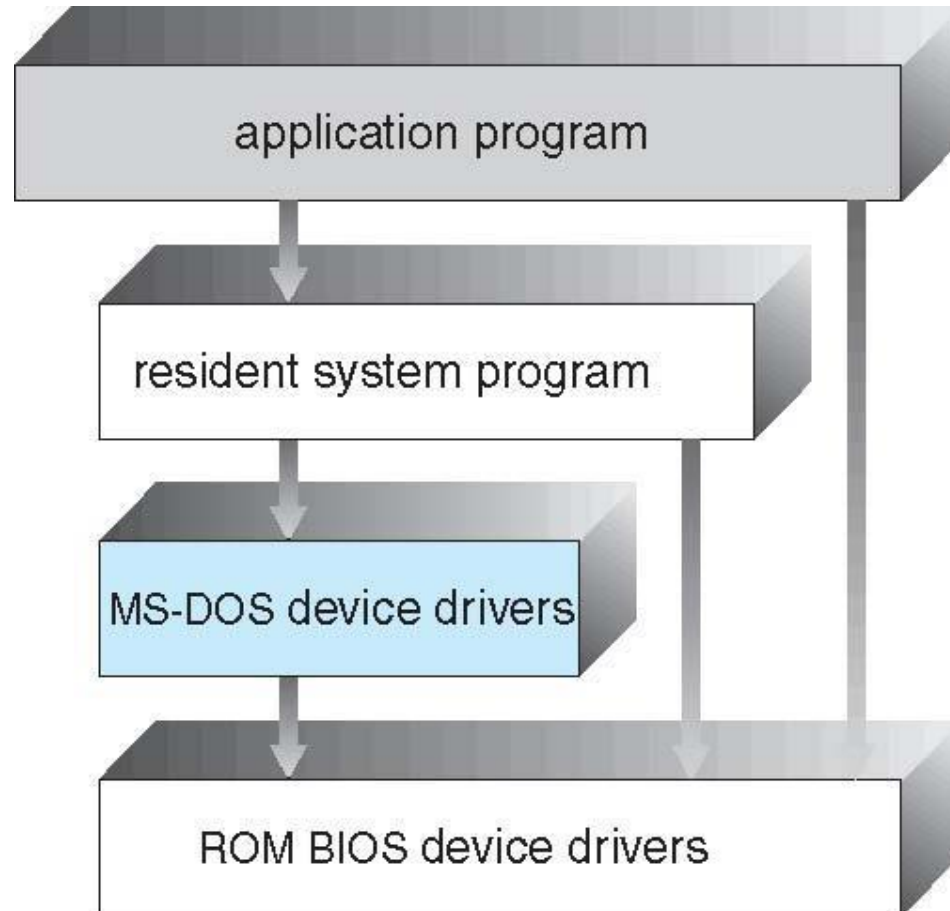 application program
resident system program
MS-DOS device drivers
ROM BIOS device drivers